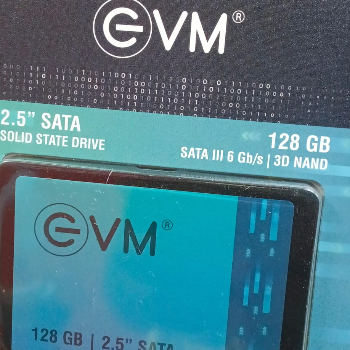 EVM®
2.5" SATA
SOLID STATE DRIVE
128 GB
SATA III 6 Gb/s | 3D NAND
EVM®
128 GB | 2.5" SATA